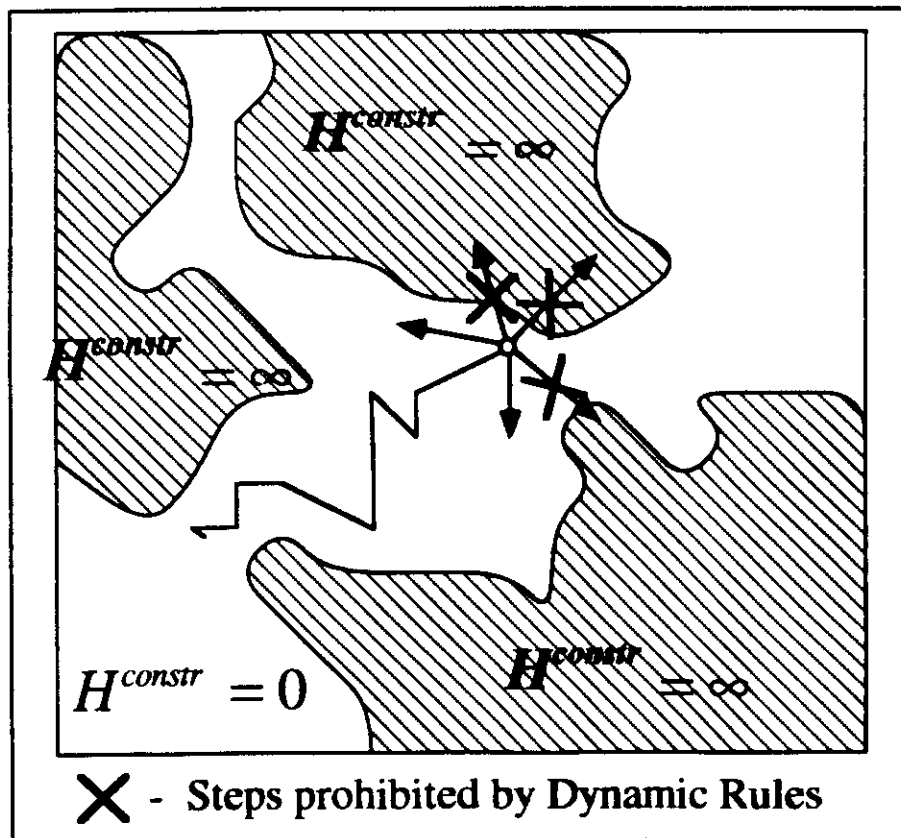 H^constr = ∞
H^constr = ∞
H^constr = ∞
H^constr = 0
X - Steps prohibited by Dynamic Rules